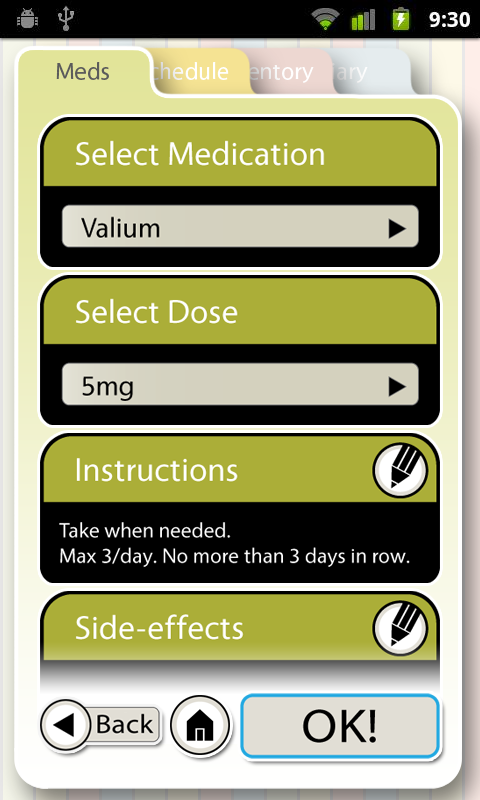 9:30
Meds
chedule
entory
ary
Select Medication
Valium
Select Dose
5mg
Instructions
Take when needed.
Max 3/day. No more than 3 days in row.
Side-effects
Back
OK!